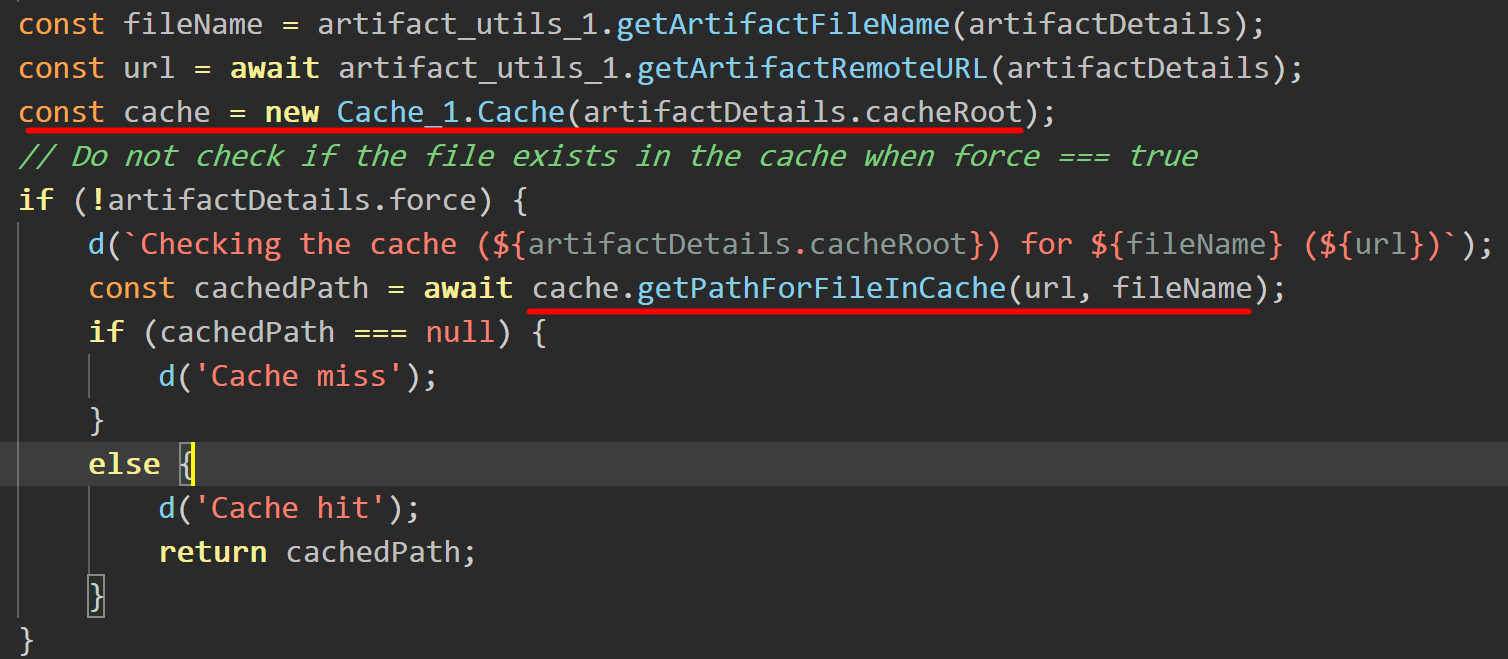 const fileName = artifact_utils_1.getArtifactFileName(artifactDetails);
const url = await artifact_utils_1.getArtifactRemoteURL(artifactDetails);
const cache = new Cache_1.Cache(artifactDetails.cacheRoot);
// Do not check if the file exists in the cache when force === true
if (!artifactDetails.force) {
    d(`Checking the cache (${artifactDetails.cacheRoot}) for ${fileName} (${url})`);
    const cachedPath = await cache.getPathForFileInCache(url, fileName);
    if (cachedPath === null) {
        d('Cache miss');
    }
    else {
        d('Cache hit');
        return cachedPath;
    }
}